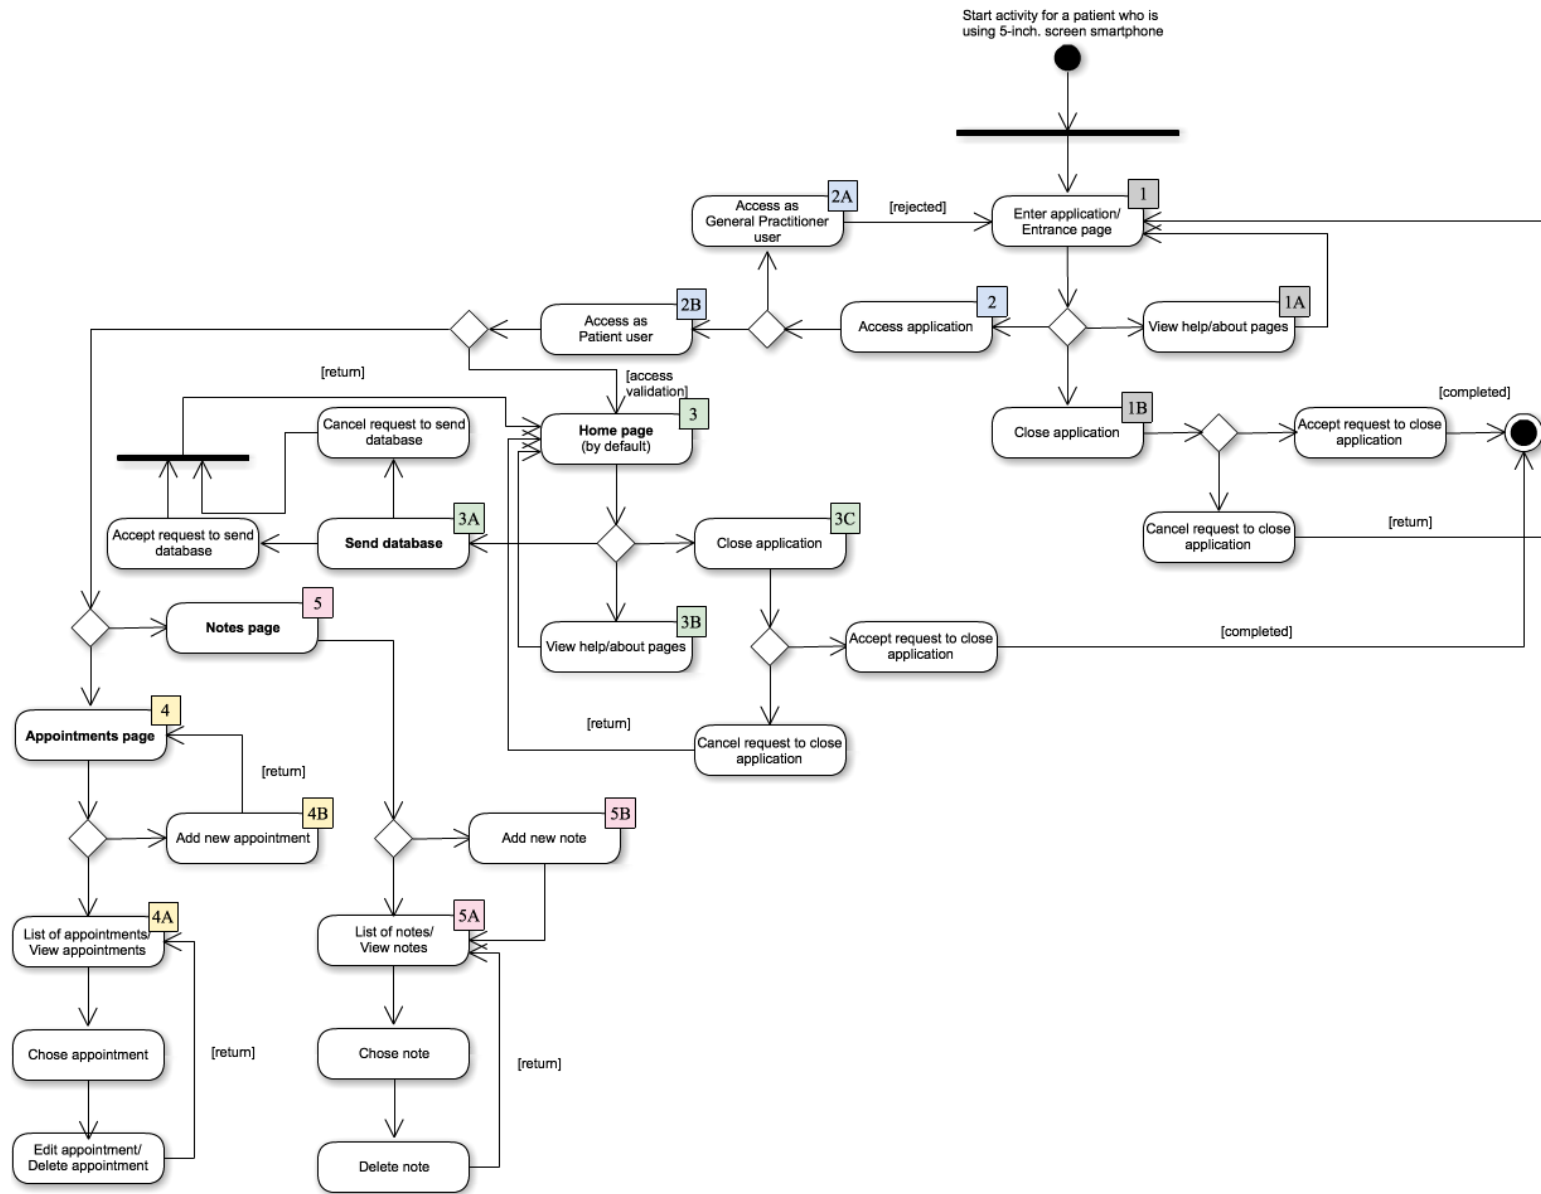 Start activity for a patient who is
using 5-inch. screen smartphone
1
Enter application/
Entrance page
2A
Access as
General Practitioner
user
[rejected]
2B
Access as
Patient user
2
Access application
1A
View help/about pages
[return]
[access
validation]
[completed]
1B
Close application
Accept request to close
application
Cancel request to close
application
[return]
3
Home page
(by default)
Cancel request to send
database
3A
Send database
Accept request to send
database
3C
Close application
3B
View help/about pages
Accept request to close
application
[completed]
Cancel request to close
application
[return]
5
Notes page
4
Appointments page
[return]
4B
Add new appointment
5B
Add new note
4A
List of appointments/
View appointments
5A
List of notes/
View notes
Chose appointment
[return]
Chose note
[return]
Edit appointment/
Delete appointment
Delete note